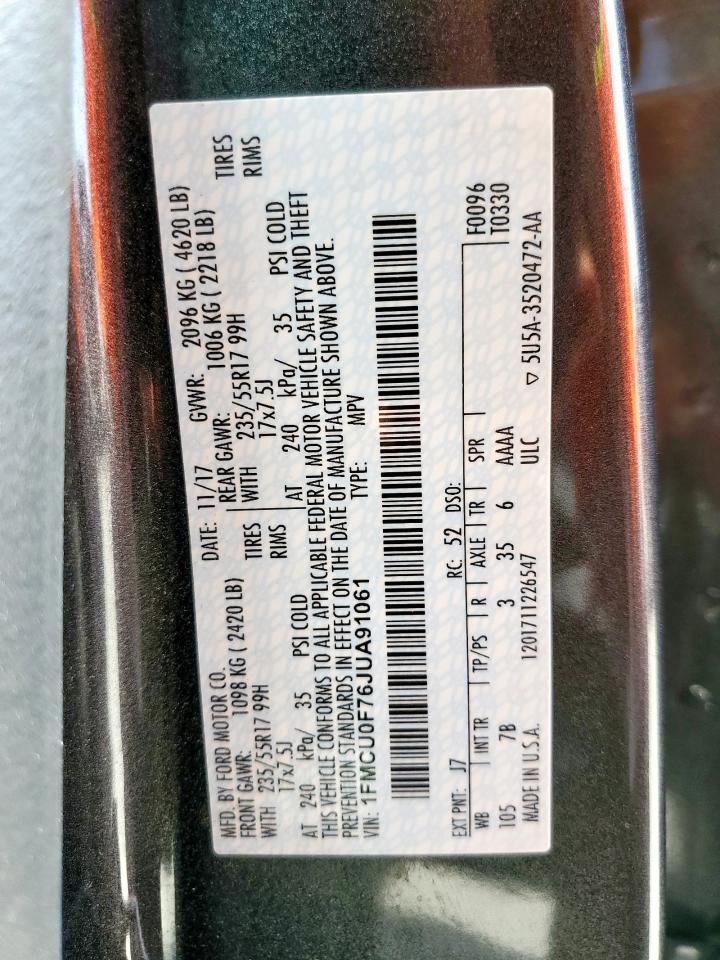 MFD. BY FORD MOTOR CO.
DATE: 11/17 GVWR: 2096 KG ( 4620 LB)
FRONT GAWR: 1098 KG ( 2420 LB)
REAR GAWR: 1006 KG ( 2218 LB)
WITH 235/55R17 99H TIRES
17x7.5J RIMS
AT 240 kPa/ 35 PSI COLD
WITH 235/55R17 99H TIRES
17x7.5J RIMS
AT 240 kPa/ 35 PSI COLD
THIS VEHICLE CONFORMS TO ALL APPLICABLE FEDERAL MOTOR VEHICLE SAFETY AND THEFT
PREVENTION STANDARDS IN EFFECT ON THE DATE OF MANUFACTURE SHOWN ABOVE.
VIN: 1FMCU0F76JUA91061 TYPE: MPV
EXT PNT: J7 RC: 52 DSO: F0096
T0330
WB INT TR TP/PS R AXLE TR SPR
105 7B 3 35 6 AAAA
ULC
MADE IN U.S.A. 1201711226547 ▽ 5U5A-3520472-AA